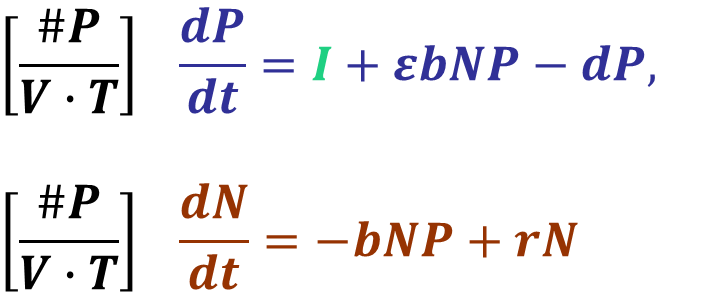 [#P / V · T] dP/dt = I + εbNP − dP,
[#P / V · T] dN/dt = −bNP + rN